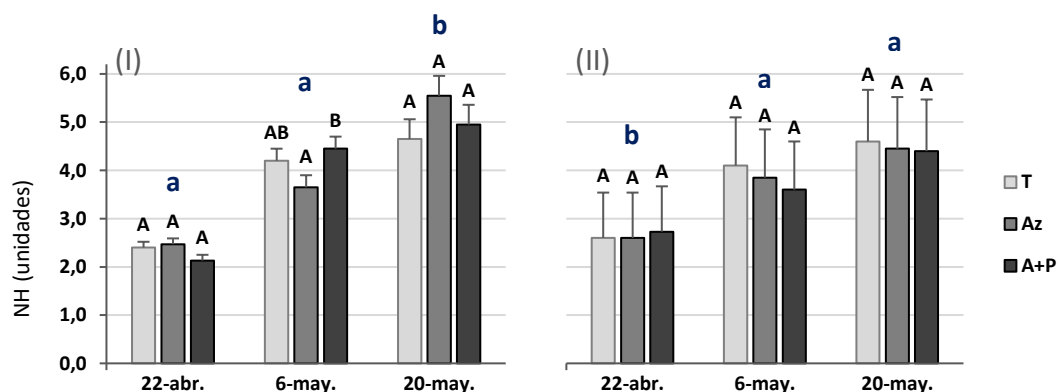 (I)
(II)
b
a
a
A
A
A
6,0
5,0
4,0
3,0
2,0
1,0
0,0
NH (unidades)
AB
A
B
A
A
A
a
a
b
A
A
A
A
A
A
A
A
A
T
Az
A+P
22-abr.
6-may.
20-may.
22-abr.
6-may.
20-may.